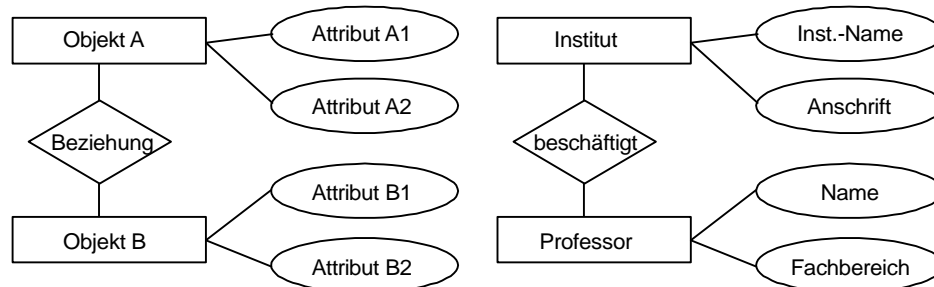 Objekt A
Attribut A1
Attribut A2
Beziehung
Attribut B1
Objekt B
Attribut B2
Institut
Inst.-Name
Anschrift
beschäftigt
Name
Professor
Fachbereich